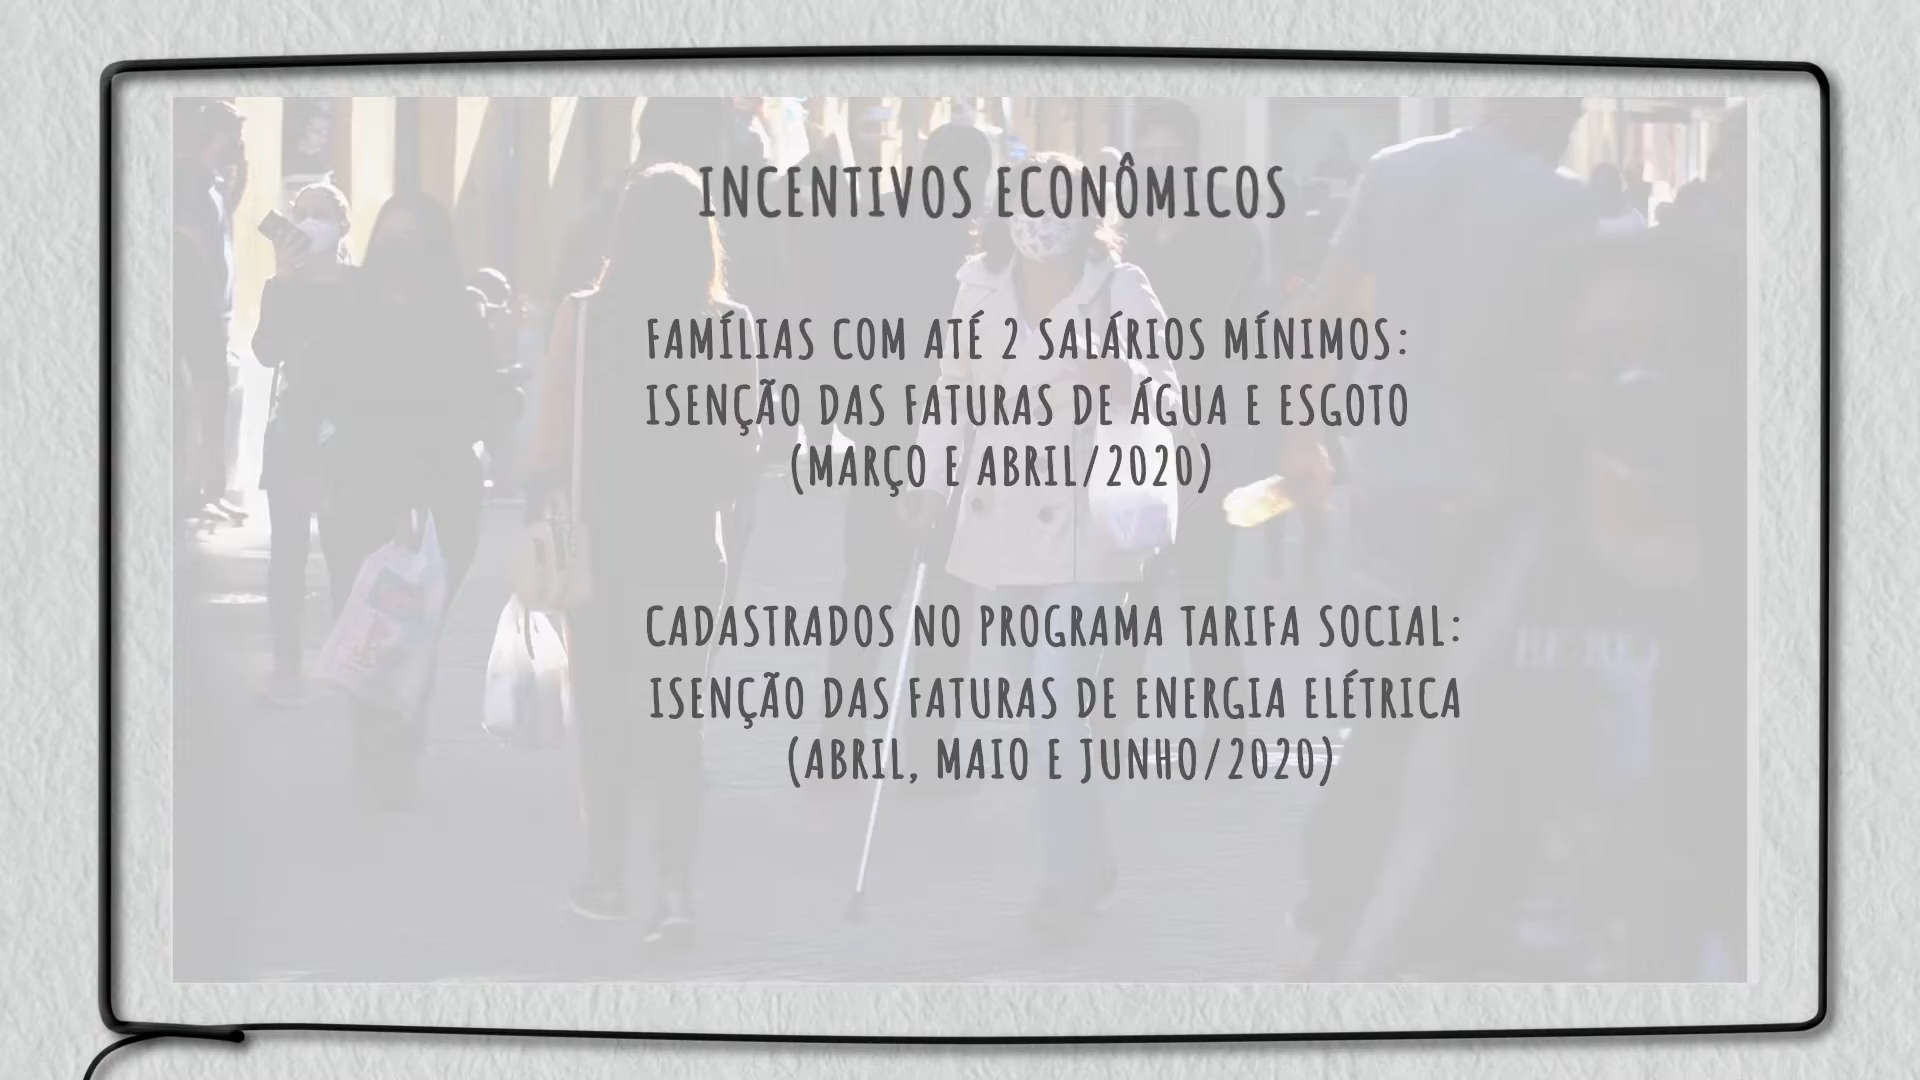 INCENTIVOS ECONÔMICOS
FAMÍLIAS COM ATÉ 2 SALÁRIOS MÍNIMOS:
ISENÇÃO DAS FATURAS DE ÁGUA E ESGOTO
(MARÇO E ABRIL/2020)
CADASTRADOS NO PROGRAMA TARIFA SOCIAL:
ISENÇÃO DAS FATURAS DE ENERGIA ELÉTRICA
(ABRIL, MAIO E JUNHO/2020)